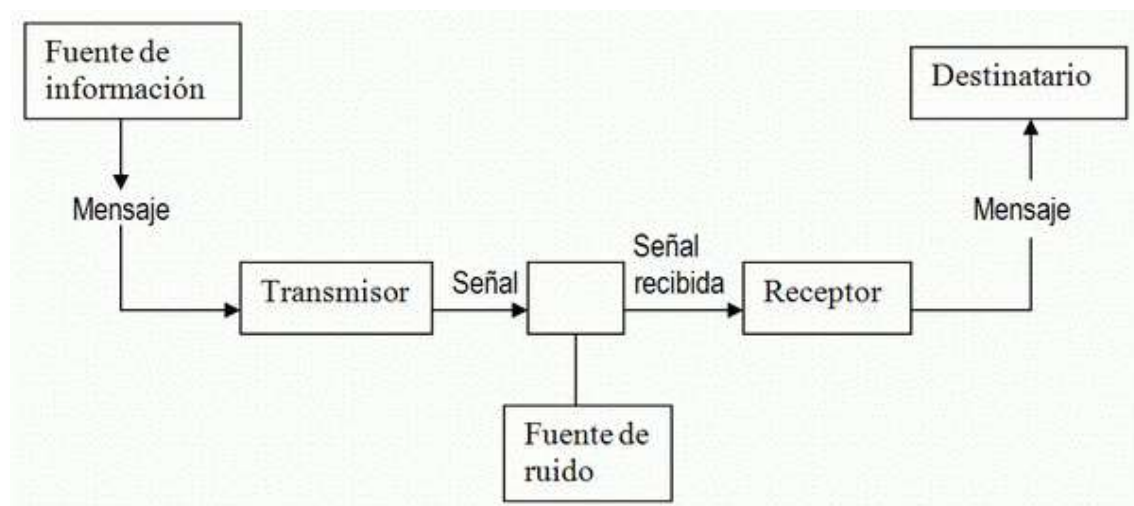 Fuente de
información
Destinatario
Mensaje
Mensaje
Transmisor
Señal
Señal
recibida
Receptor
Fuente de
ruido